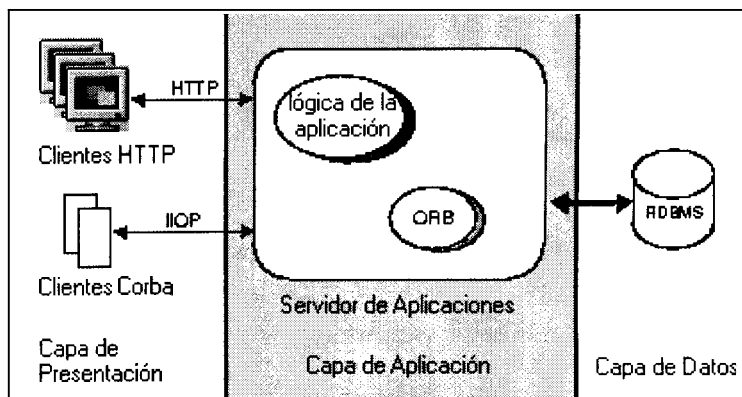 HTTP
lógica de la
aplicación
Clientes HTTP
ORB
RDBMS
IIOP
Clientes Corba
Servidor de Aplicaciones
Capa de
Presentación
Capa de Aplicación
Capa de Datos